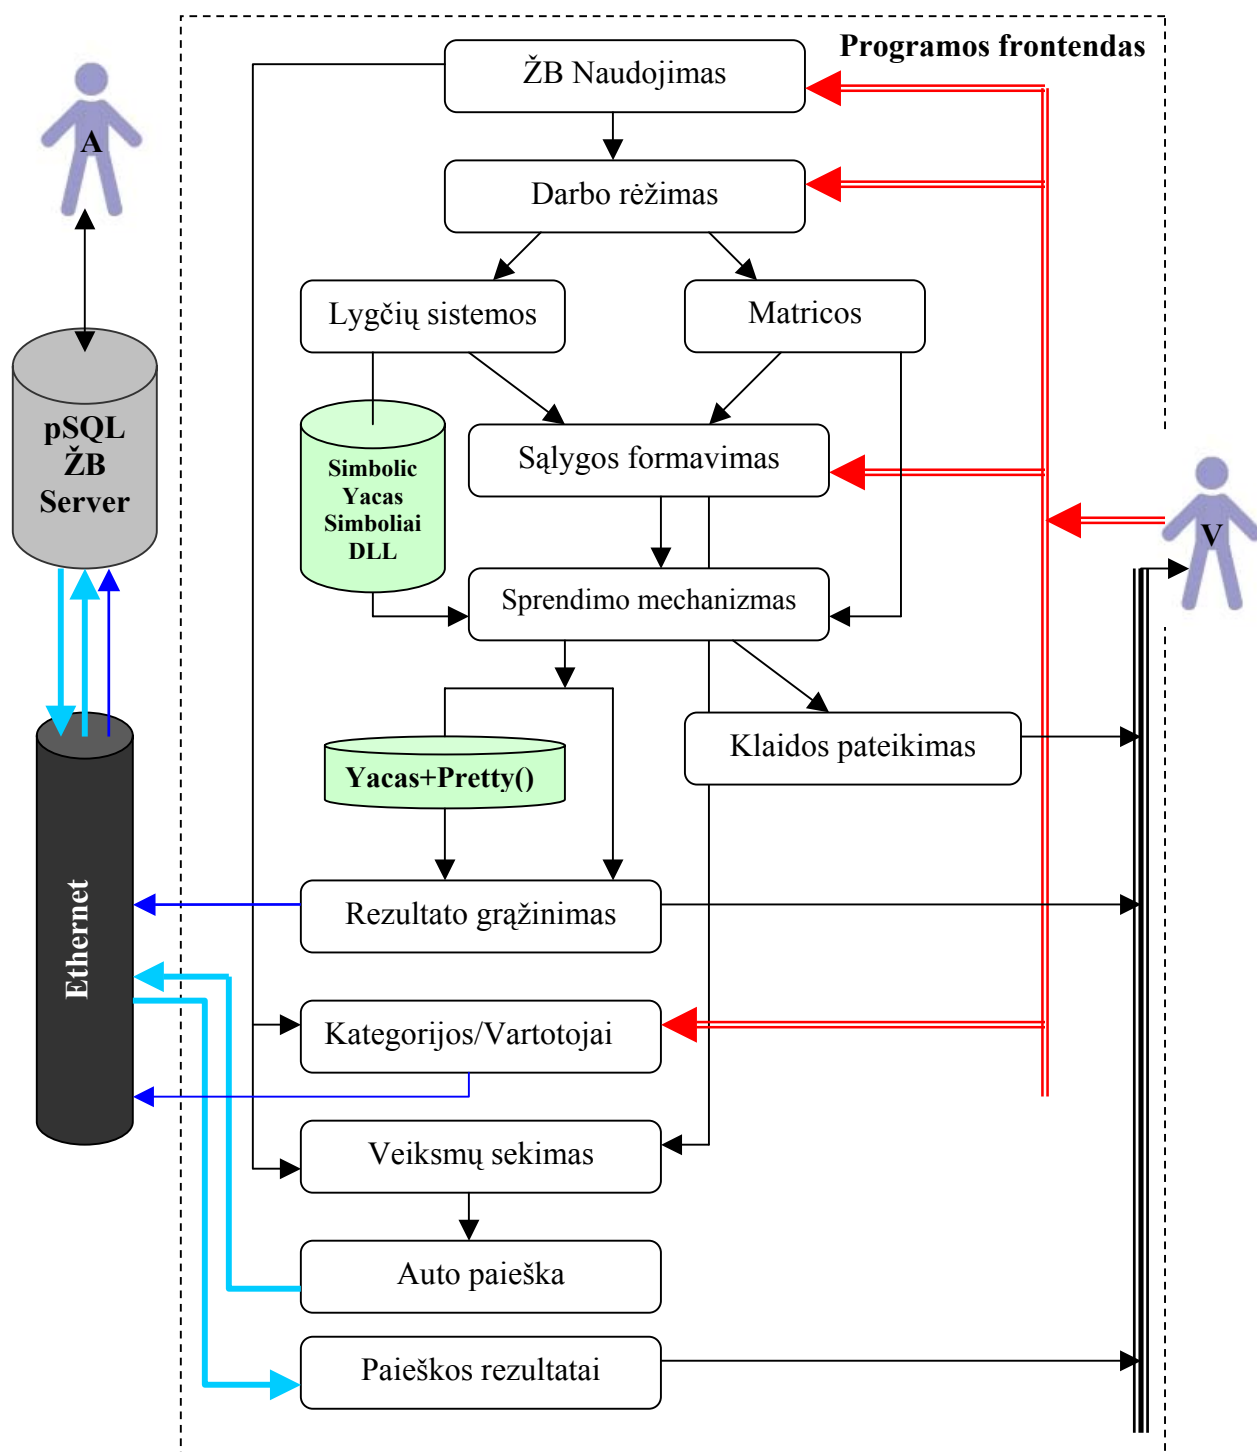 Programos frontendas
ŽB Naudojimas
A
Darbo rėžimas
Lygčių sistemos
Matricos
pSQL
ŽB
Server
Simbolic
Yacas
Simboliai
DLL
Sąlygos formavimas
V
Sprendimo mechanizmas
Klaidos pateikimas
Yacas+Pretty()
Ethernet
Rezultato grąžinimas
Kategorijos/Vartotojai
Veiksmų sekimas
Auto paieška
Paieškos rezultatai